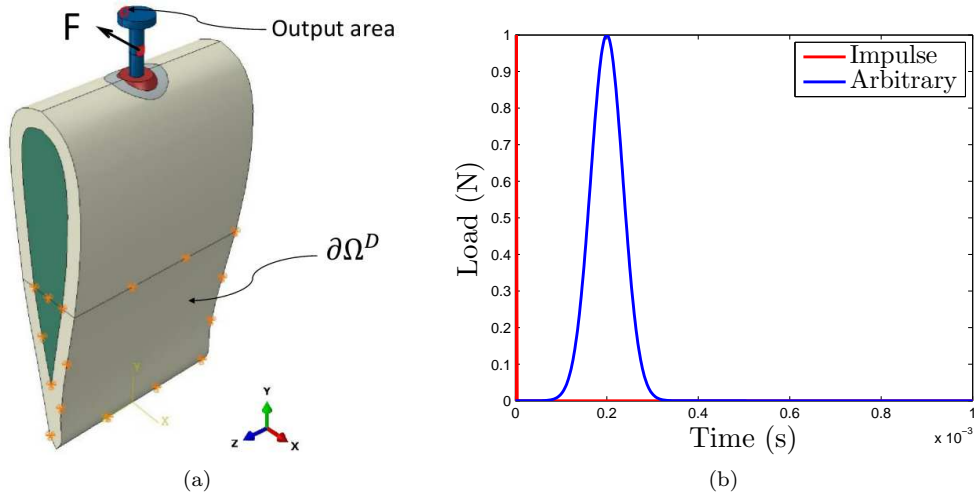 F
Output area
∂Ω^D
Y
X
Y
Z
X
(a)
Load (N)
1
0.9
0.8
0.7
0.6
0.5
0.4
0.3
0.2
0.1
0
Impulse
Arbitrary
0 0.2 0.4 0.6 0.8 1
x 10^-3
Time (s)
(b)